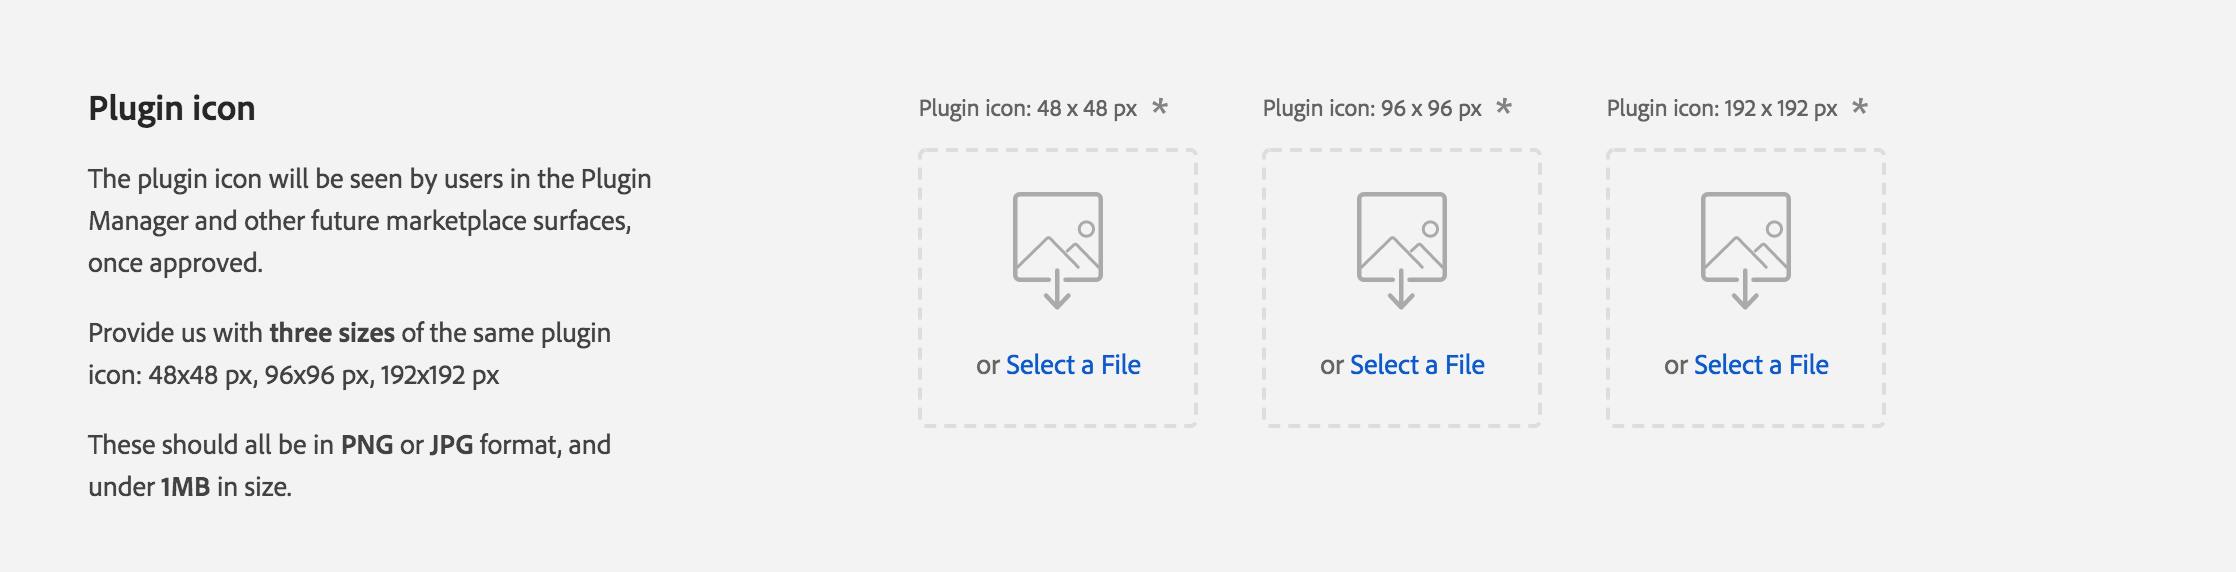 Plugin icon
The plugin icon will be seen by users in the Plugin
Manager and other future marketplace surfaces,
once approved.
Provide us with three sizes of the same plugin
icon: 48x48 px, 96x96 px, 192x192 px
These should all be in PNG or JPG format, and
under 1MB in size.
Plugin icon: 48 x 48 px *
or Select a File
Plugin icon: 96 x 96 px *
or Select a File
Plugin icon: 192 x 192 px *
or Select a File